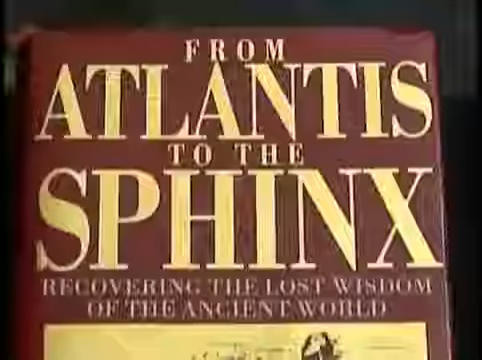 FROM
ATLANTIS
TO THE
SPHINX
RECOVERING THE LOST WISDOM
OF THE ANCIENT WORLD